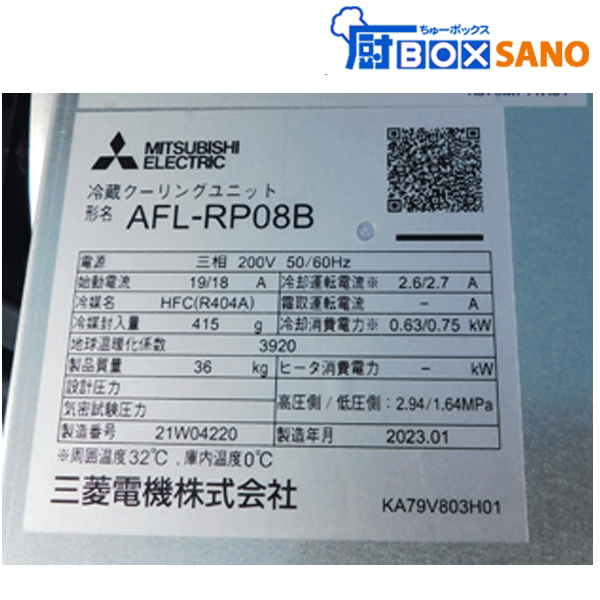 ちゅーボックス
厨BOX SANO
MITSUBISHI
ELECTRIC
冷蔵クーリングユニット
形名 AFL-RP08B
電源 三相 200V 50/60Hz
始動電流 19/18 A 冷却運転電流※ 2.6/2.7 A
冷媒名 HFC(R404A) 霜取運転電流 – A
冷媒封入量 415 g 冷却消費電力※ 0.63/0.75 kW
地球温暖化係数 3920
製品質量 36 kg ヒータ消費電力 – kW
設計圧力
高圧側/低圧側：2.94/1.64MPa
気密試験圧力
製造番号 21W04220 製造年月 2023.01
※周囲温度32℃，庫内温度0℃
三菱電機株式会社
KA79V803H01